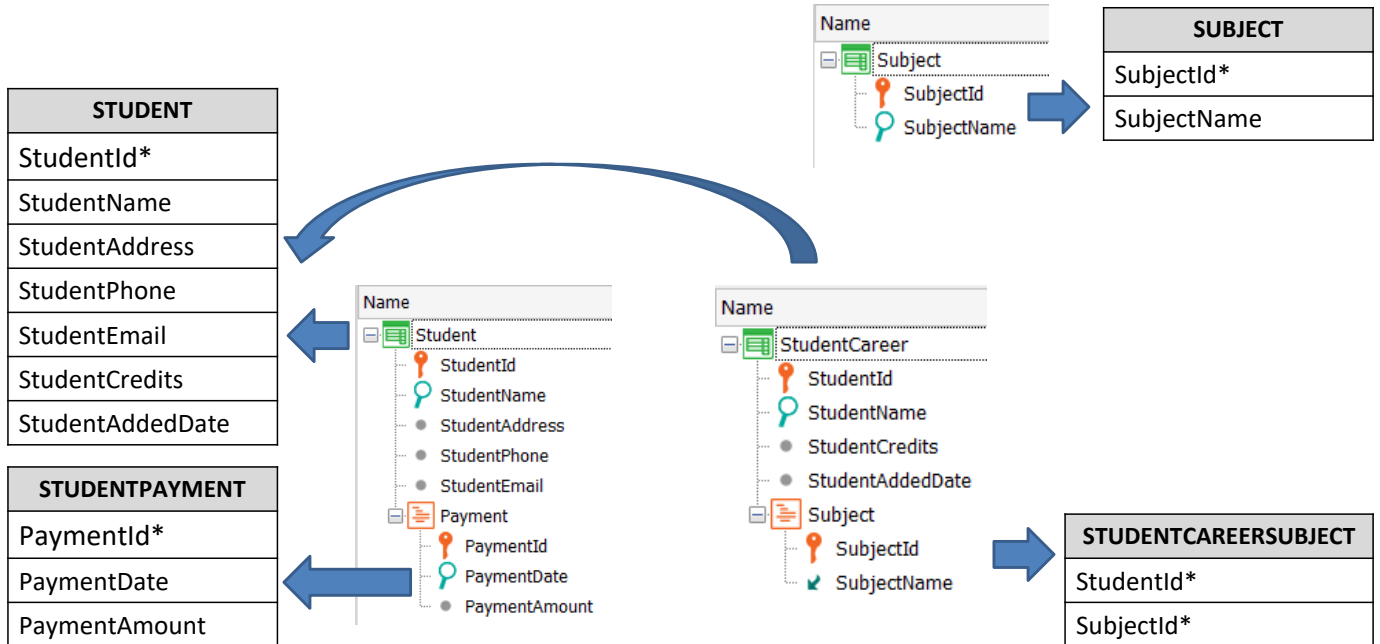 Name
Subject
SubjectId
SubjectName
SUBJECT
SubjectId*
SubjectName
STUDENT
StudentId*
StudentName
StudentAddress
StudentPhone
StudentEmail
StudentCredits
StudentAddedDate
STUDENTPAYMENT
PaymentId*
PaymentDate
PaymentAmount
Name
Student
StudentId
StudentName
StudentAddress
StudentPhone
StudentEmail
Payment
PaymentId
PaymentDate
PaymentAmount
Name
StudentCareer
StudentId
StudentName
StudentCredits
StudentAddedDate
Subject
SubjectId
SubjectName
STUDENTCAREERSUBJECT
StudentId*
SubjectId*